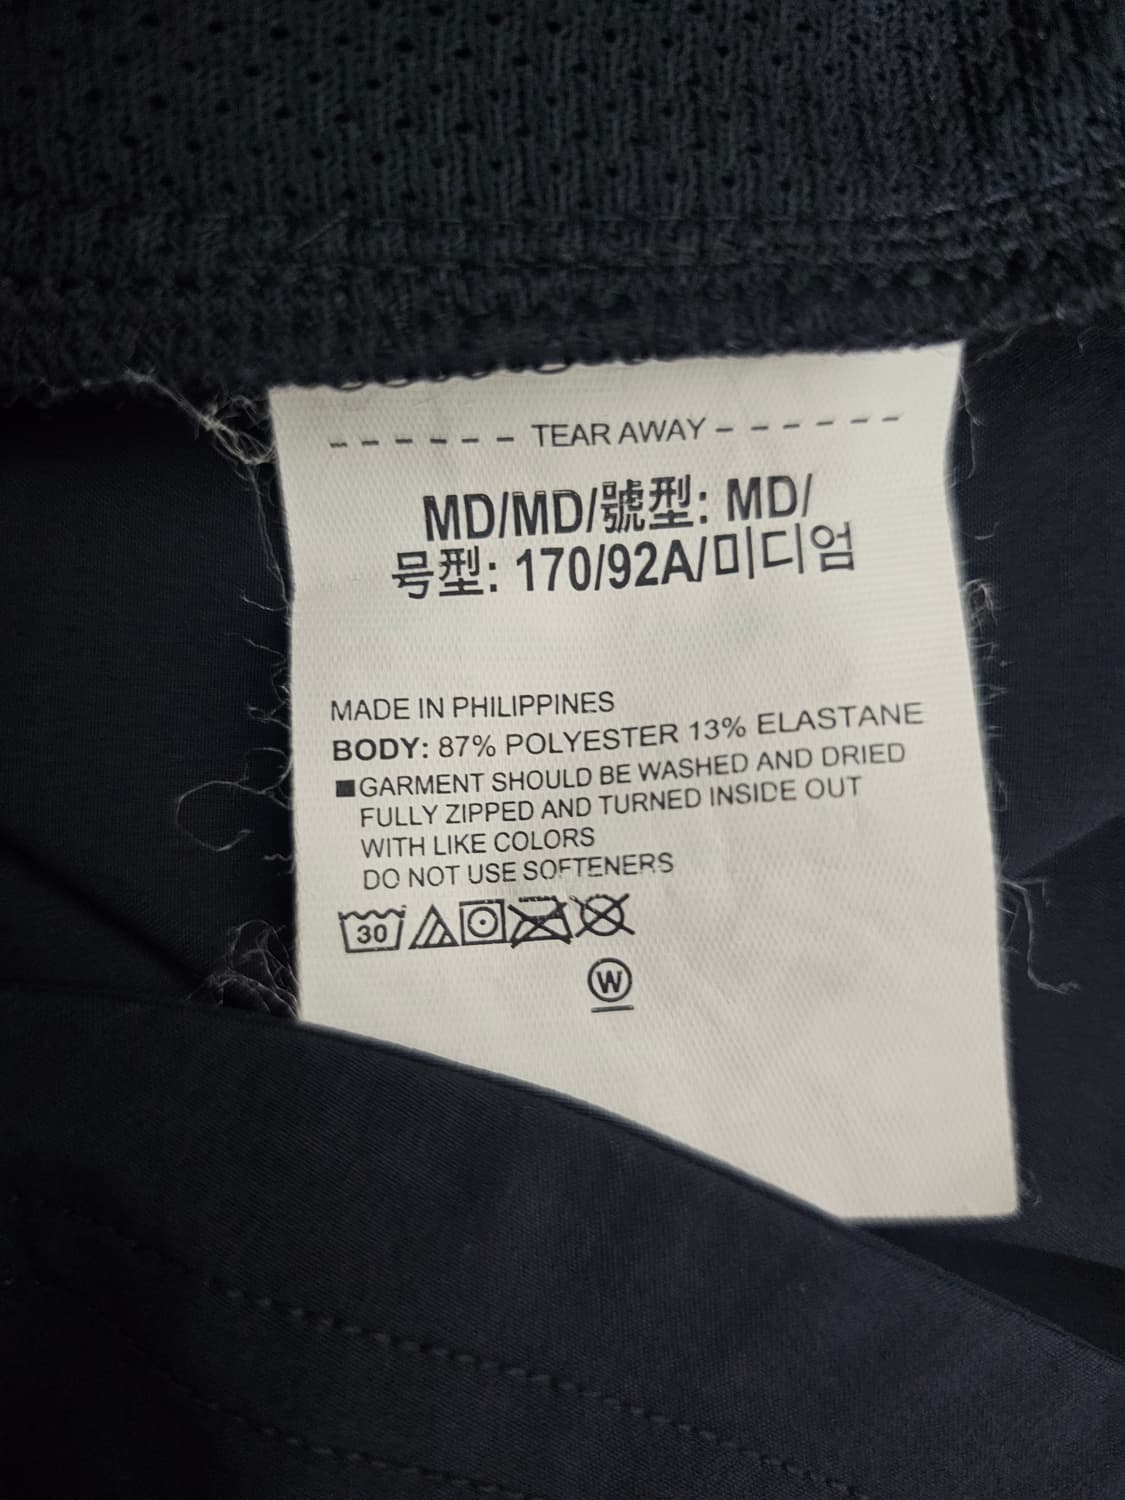 - - - - - - TEAR AWAY - - - - - -
MD/MD/號型: MD/
号型: 170/92A/미디엄
MADE IN PHILIPPINES
BODY: 87% POLYESTER 13% ELASTANE
■GARMENT SHOULD BE WASHED AND DRIED
FULLY ZIPPED AND TURNED INSIDE OUT
WITH LIKE COLORS
DO NOT USE SOFTENERS
30
W